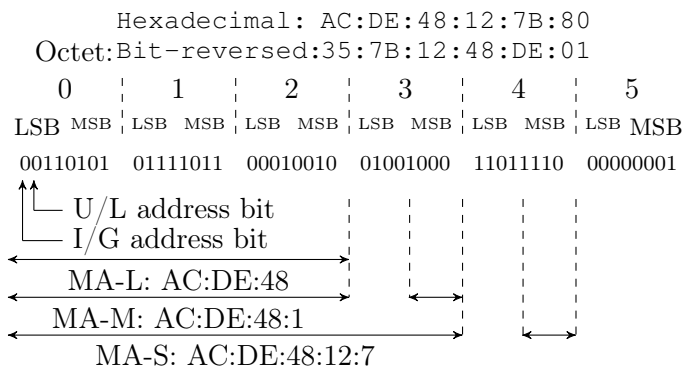 Hexadecimal: AC:DE:48:12:7B:80
Octet:Bit-reversed:35:7B:12:48:DE:01
0 1 2 3 4 5
LSB MSB LSB MSB LSB MSB LSB MSB LSB MSB LSB MSB
00110101 01111011 00010010 01001000 11011110 00000001
U/L address bit
I/G address bit
MA-L: AC:DE:48
MA-M: AC:DE:48:1
MA-S: AC:DE:48:12:7